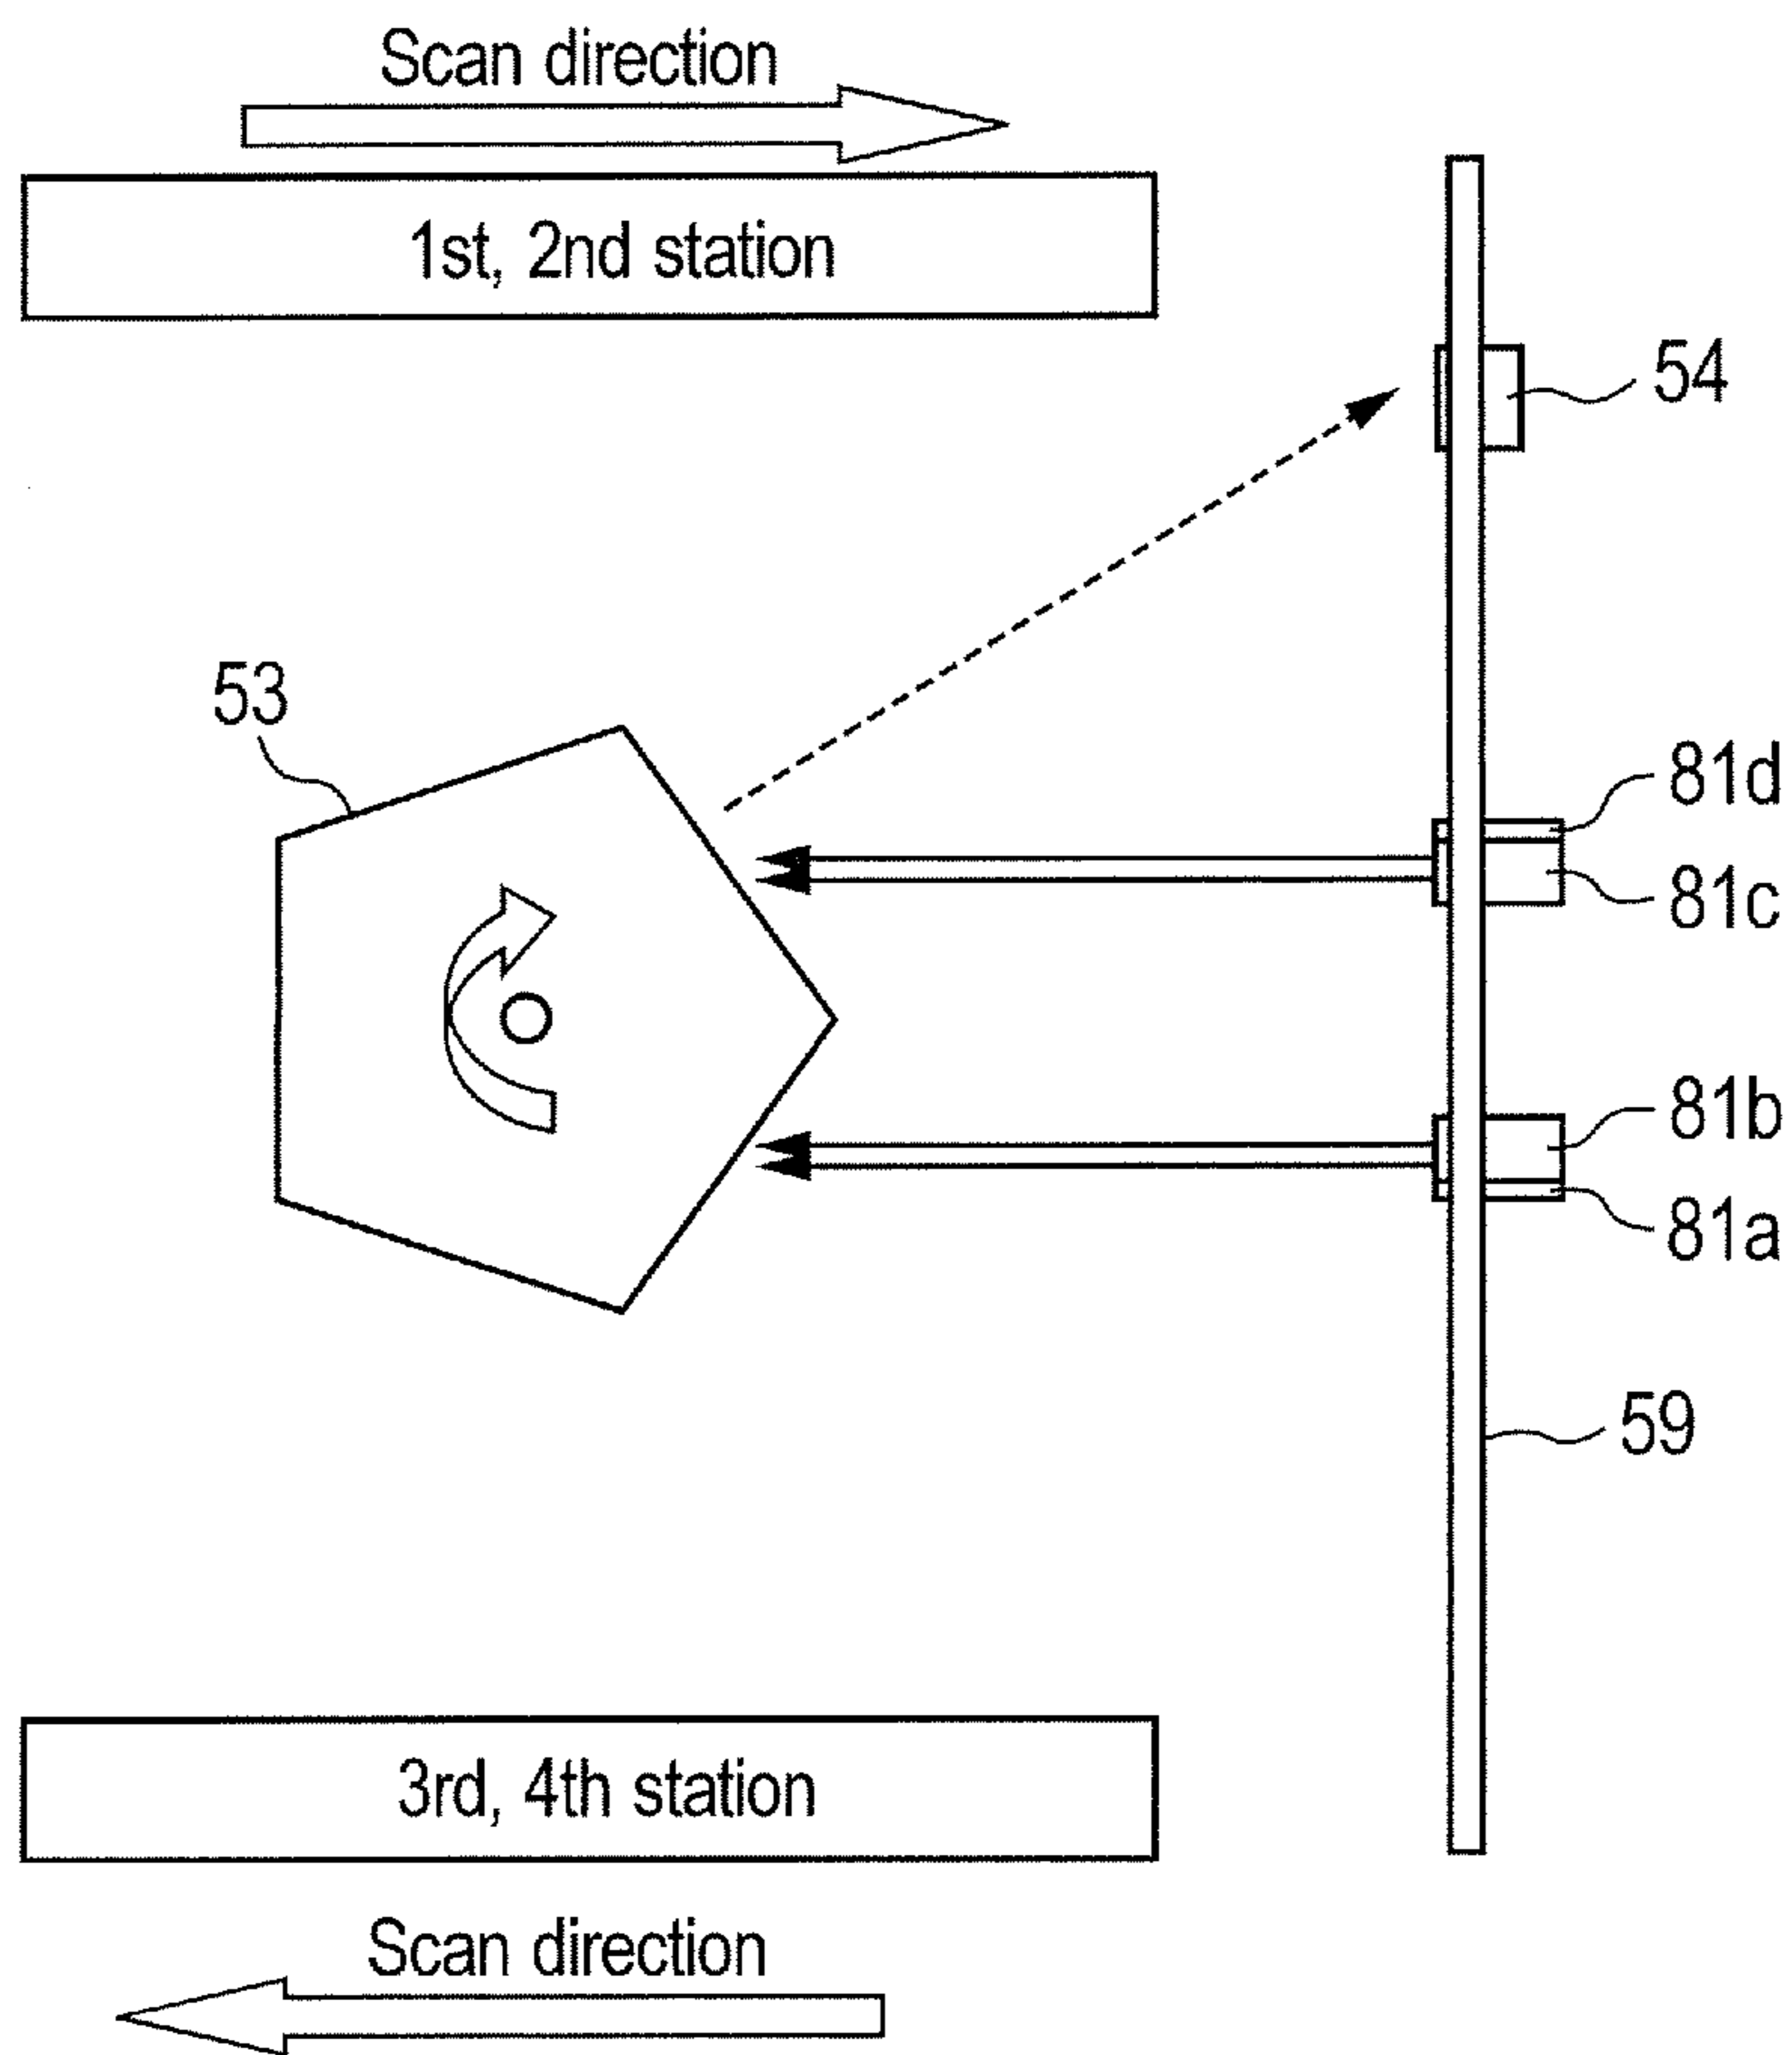 Scan direction
1st, 2nd station
54
53
81d
81c
81b
81a
59
3rd, 4th station
Scan direction